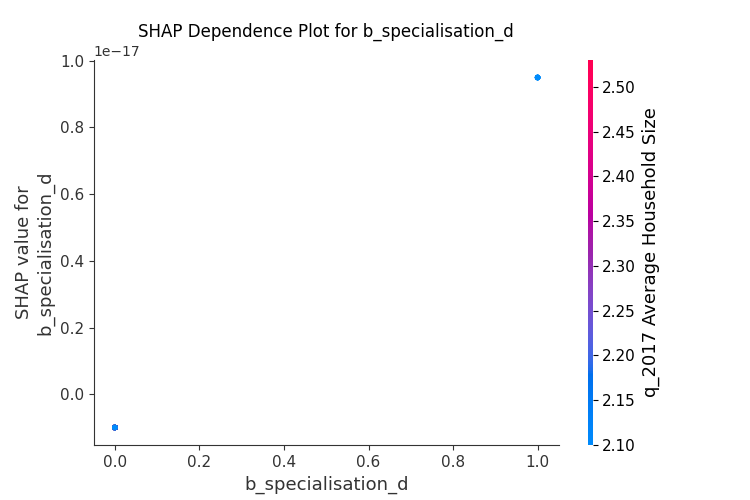 SHAP Dependence Plot for b_specialisation_d
1e−17
1.0
0.8
0.6
0.4
0.2
0.0
SHAP value for
b_specialisation_d
0.0 0.2 0.4 0.6 0.8 1.0
b_specialisation_d
2.50
2.45
2.40
2.35
2.30
2.25
2.20
2.15
2.10
q_2017 Average Household Size